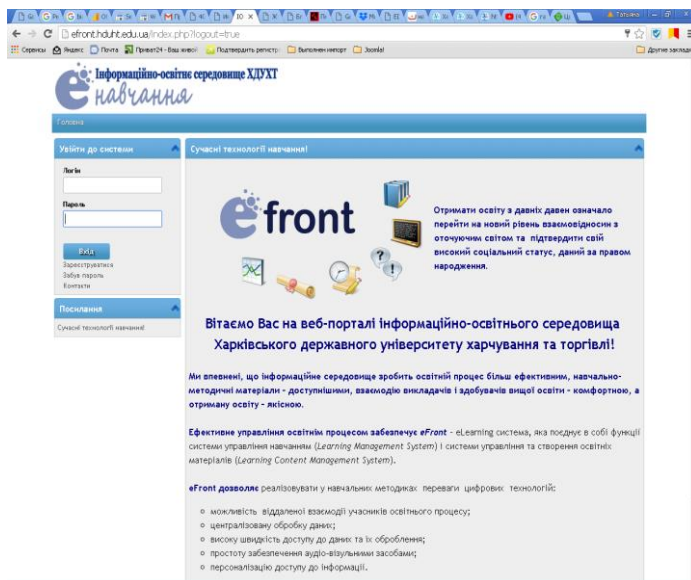 efront.hduht.edu.ua/index.php?logout=true
Сервисы
Яндекс
Почта
Приват24 - Ваш живой
Подтвердить регистр
Выполнен импорт
Joomla!
Другие закладки
Інформаційно-освітнє середовище ХДУХТ
навчання
Головна
Увійти до системи
Логін
Пароль
Вхід
Зареєструватися
Забув пароль
Контакти
Посилання
Сучасні технології навчання!
Сучасні технології навчання!
efront
Отримати освіту з давніх давен означало
перейти на новий рівень взаємовідносин з
оточуючим світом та підтвердити свій
високий соціальний статус, даний за правом
народження.
Вітаємо Вас на веб-порталі інформаційно-освітнього середовища
Харківського державного університету харчування та торгівлі!
Ми впевнені, що інформаційне середовище зробить освітній процес більш ефективним, навчально-
методичні матеріали - доступнішими, взаємодію викладачів і здобувачів вищої освіти - комфортною, а
отриману освіту - якісною.
Ефективне управління освітнім процесом забезпечує eFront - eLearning система, яка поєднує в собі функції
системи управління навчанням (Learning Management System) і системи управління та створення освітніх
матеріалів (Learning Content Management System).
eFront дозволяє реалізовувати у навчальних методиках переваги цифрових технологій:
можливість віддаленої взаємодії учасників освітнього процесу;
централізовану обробку даних;
високу швидкість доступу до даних та їх оброблення;
простоту забезпечення аудіо-візульними засобами;
персоналізацію доступу до інформації.